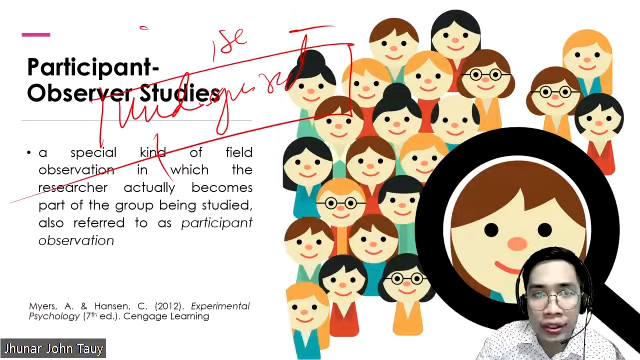 ise
Participant-
Observer Studies
undisguised
• a special kind of field
observation in which the
researcher actually becomes
part of the group being studied,
also referred to as participant
observation
Myers, A. & Hansen, C. (2012). Experimental
Psychology (7th ed.). Cengage Learning
Jhunar John Tauy